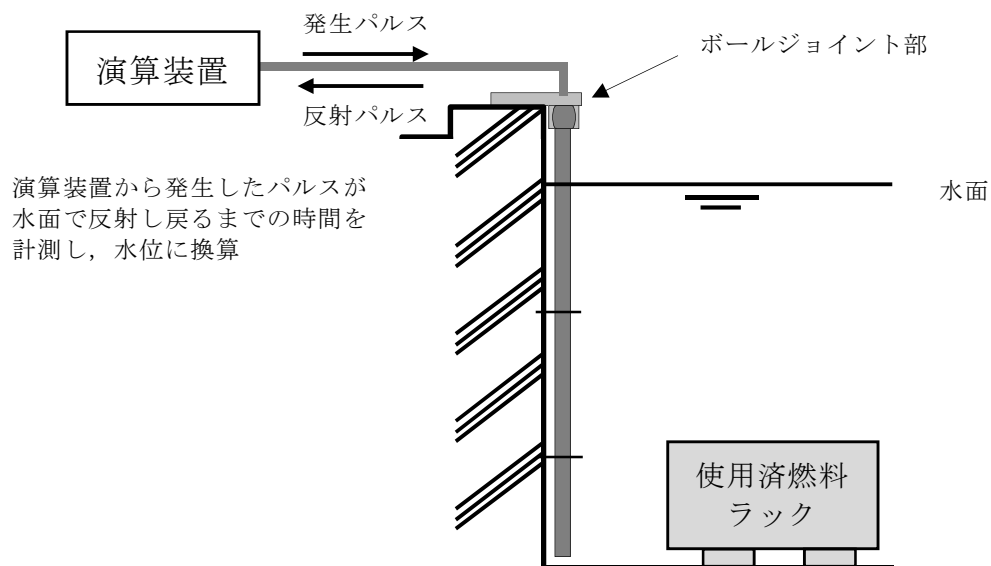 発生パルス
演算装置
反射パルス
ボールジョイント部
演算装置から発生したパルスが
水面で反射し戻るまでの時間を
計測し，水位に換算
水面
使用済燃料
ラック